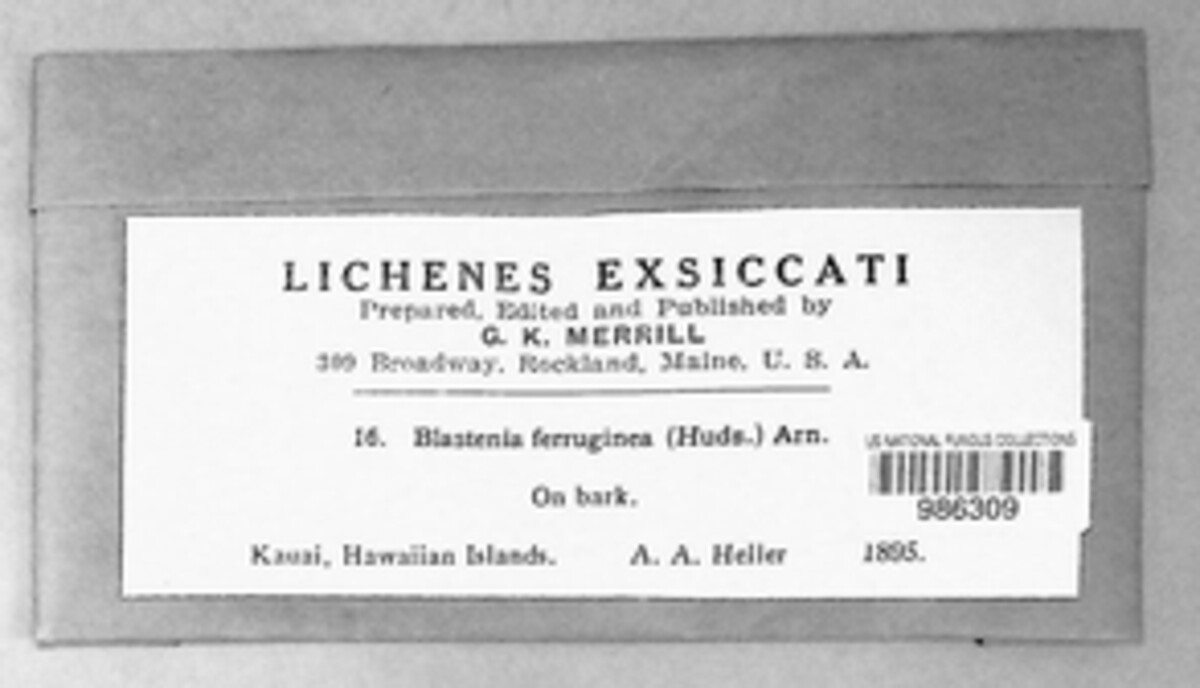 LICHENES EXSICCATI
Prepared, Edited and Published by
G. K. MERRILL
309 Broadway, Rockland, Maine, U. S. A.
16. Blastenia ferruginea (Huds.) Arn.
US NATIONAL FUNGUS COLLECTIONS
986309
On bark.
Kauai, Hawaiian Islands. A. A. Heller 1895.